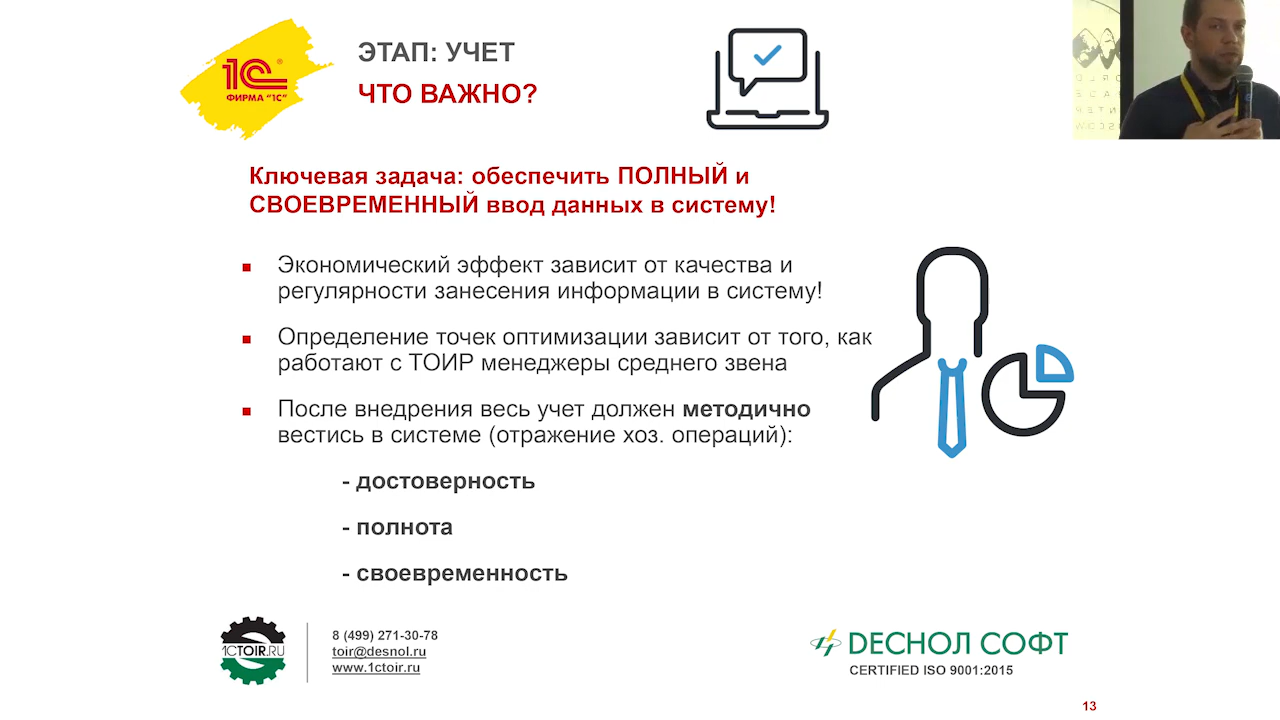 1С®
ФИРМА "1С"
ЭТАП: УЧЕТ
ЧТО ВАЖНО?
Ключевая задача: обеспечить ПОЛНЫЙ и
СВОЕВРЕМЕННЫЙ ввод данных в систему!
Экономический эффект зависит от качества и
регулярности занесения информации в систему!
Определение точек оптимизации зависит от того, как
работают с ТОИР менеджеры среднего звена
После внедрения весь учет должен методично
вестись в системе (отражение хоз. операций):
- достоверность
- полнота
- своевременность
1CTOIR.RU
8 (499) 271-30-78
toir@desnol.ru
www.1ctoir.ru
DЕСНОЛ СОФТ
CERTIFIED ISO 9001:2015
13